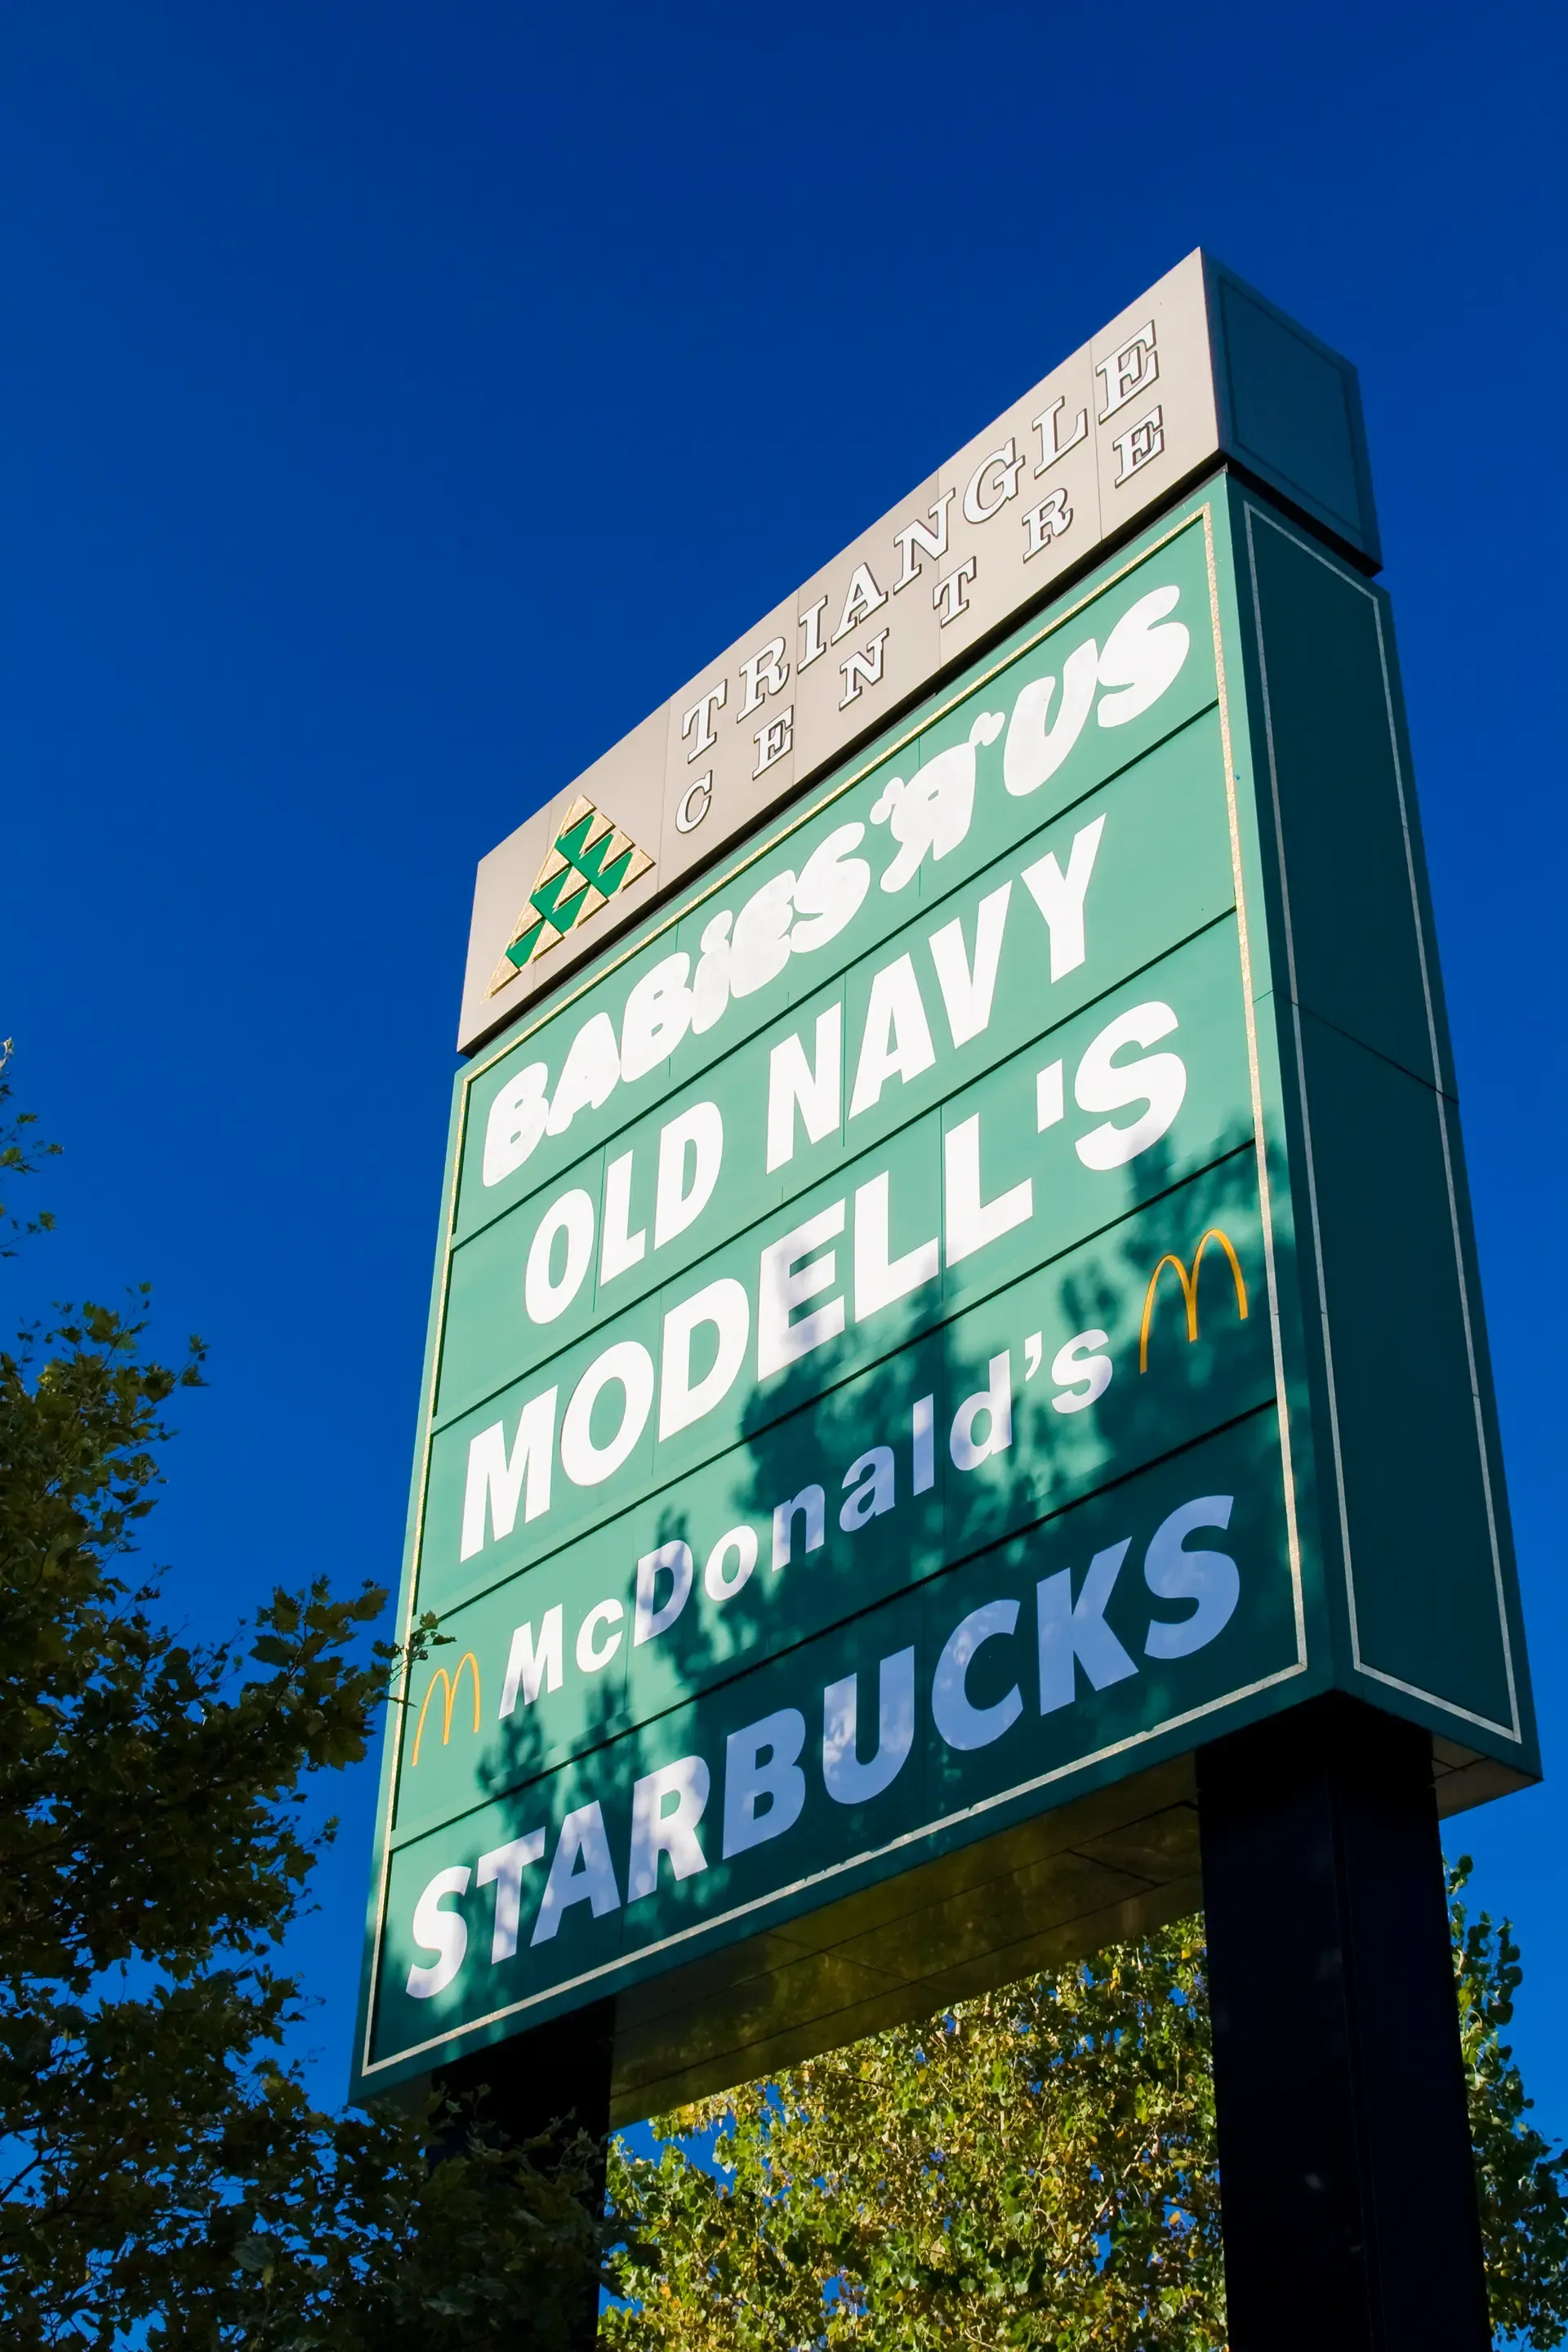 TRIANGLE
CENTRE
BABiES"R"US
OLD NAVY
MODELL'S
McDonald's
STARBUCKS